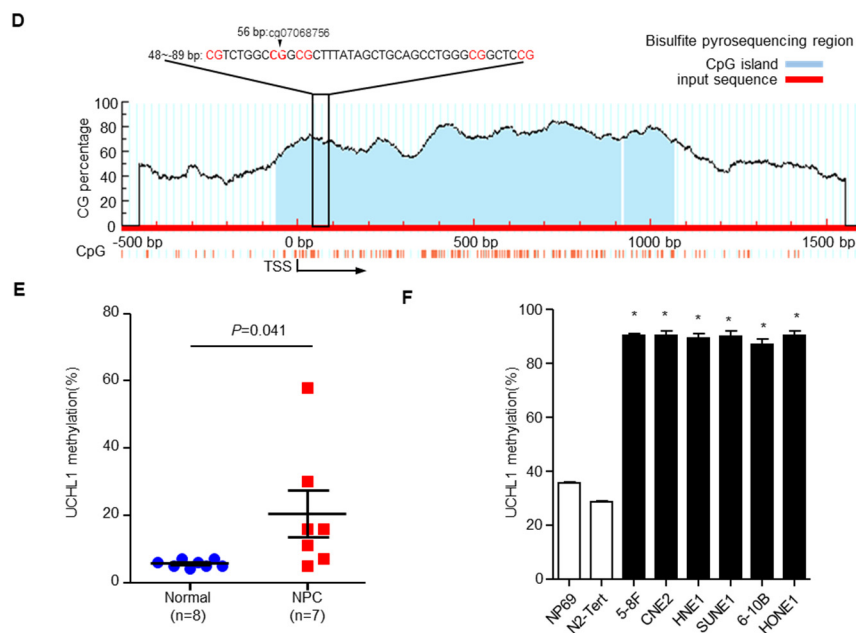 D
56 bp:cg07068756
48~-89 bp: CGTCTGGCCGGCGCTTTATAGCTGCAGCCTGGGCGGCTCCG
Bisulfite pyrosequencing region
CpG island
input sequence
CG percentage
100
80
60
40
20
0
-500 bp 0 bp 500 bp 1000 bp 1500 bp
CpG
TSS
E
UCHL1 methylation(%)
80
60
40
20
0
P=0.041
Normal
(n=8)
NPC
(n=7)
F
UCHL1 methylation(%)
100
80
60
40
20
0
* * * * * *
NP69 N2-Tert 5-8F CNE2 HNE1 SUNE1 6-10B HONE1